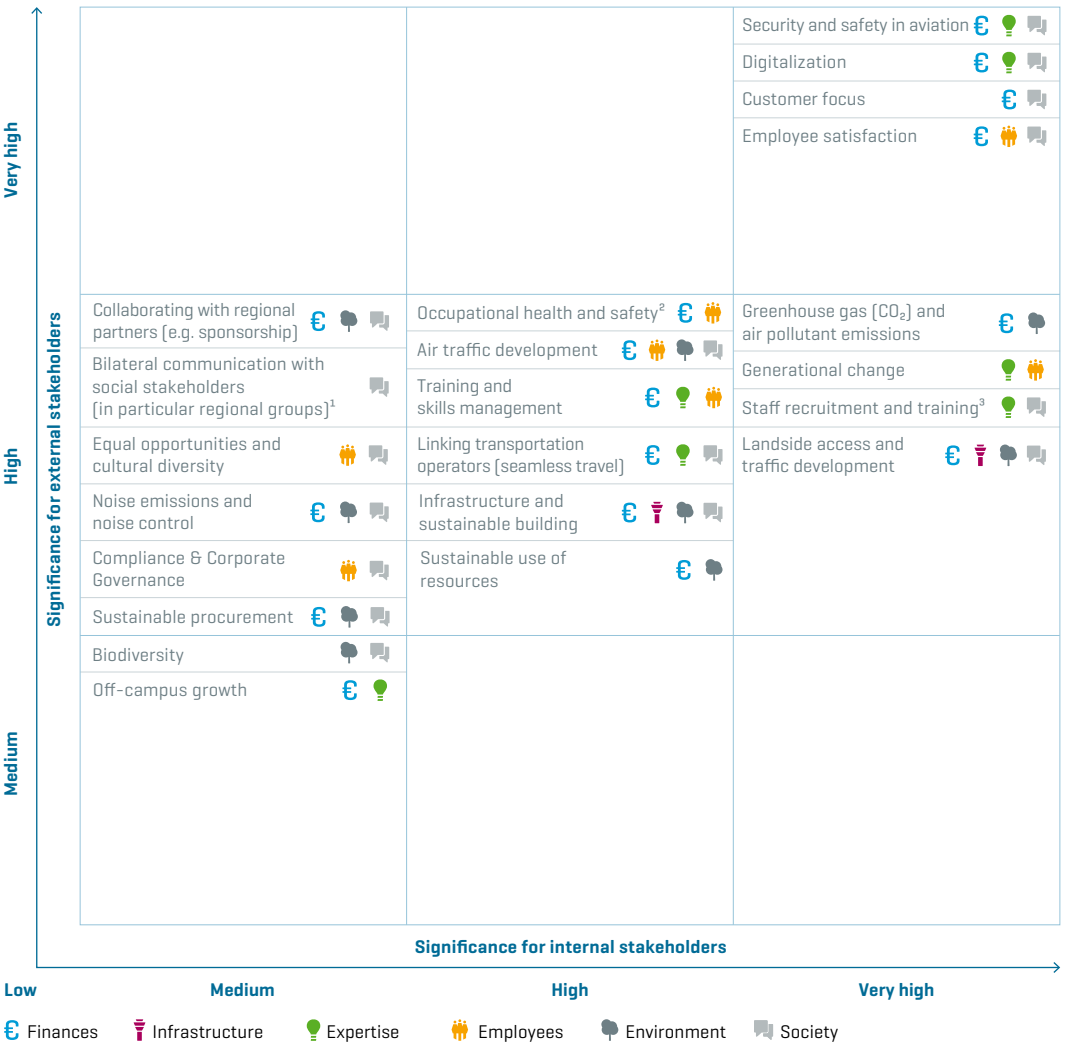 Significance for external stakeholders
Very high
High
Medium
Security and safety in aviation
Digitalization
Customer focus
Employee satisfaction
Collaborating with regional
partners (e.g. sponsorship)
Bilateral communication with
social stakeholders
(in particular regional groups)¹
Equal opportunities and
cultural diversity
Noise emissions and
noise control
Compliance & Corporate
Governance
Sustainable procurement
Occupational health and safety²
Air traffic development
Training and
skills management
Linking transportation
operators (seamless travel)
Infrastructure and
sustainable building
Sustainable use of
resources
Greenhouse gas (CO₂) and
air pollutant emissions
Generational change
Staff recruitment and training³
Landside access and
traffic development
Biodiversity
Off-campus growth
Significance for internal stakeholders
Low
Medium
High
Very high
€ Finances
Infrastructure
Expertise
Employees
Environment
Society